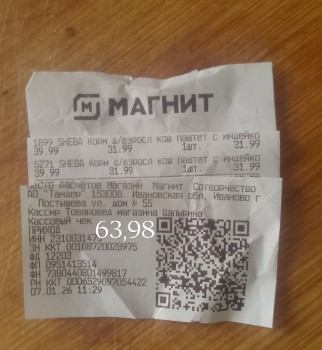 М МАГНИТ
1899 SHEBA Корм д/взросл кош паштет с индейко
39.99 31.99 1шт. 31.99
5271 SHEBA Корм д/взросл кош паштет с индейко
39.99 31.99 1шт. 31.99
Место расчетов Магазин Магнит Сотворчество
АО "Тандер" 153008, Ивановская обл, Иваново г
, Постышева ул, дом № 55
Кассир Товаровед магазина Цапурина
Кассовый чек
ПРИХОД
63,98
ИНН 2310031475
ЗН ККТ 00108720028975
ФД 12203
ФП 0951413514
ФН 7380440801499817
РН ККТ 0006529097054422
07.01.26 11:29